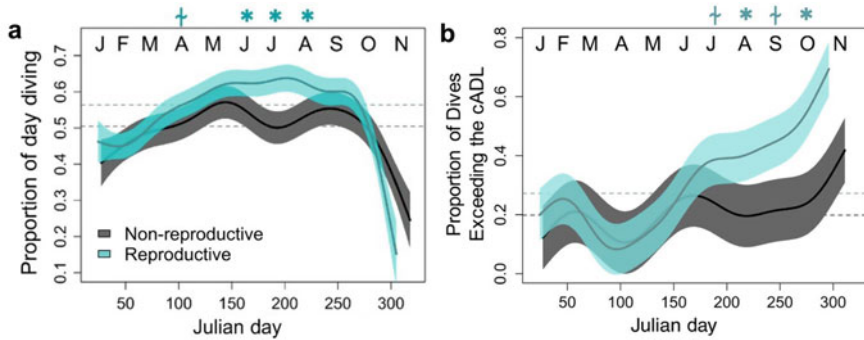 ƚ * * *
a
J F M A M J J A S O N
Proportion of day diving
0.7
0.6
0.5
0.4
0.3
0.2
0.1
Non-reproductive
Reproductive
50 100 150 200 250 300
Julian day
ƚ * ƚ *
b
J F M A M J J A S O N
Proportion of Dives
Exceeding the cADL
0.8
0.6
0.4
0.2
0.0
50 100 150 200 250 300
Julian day